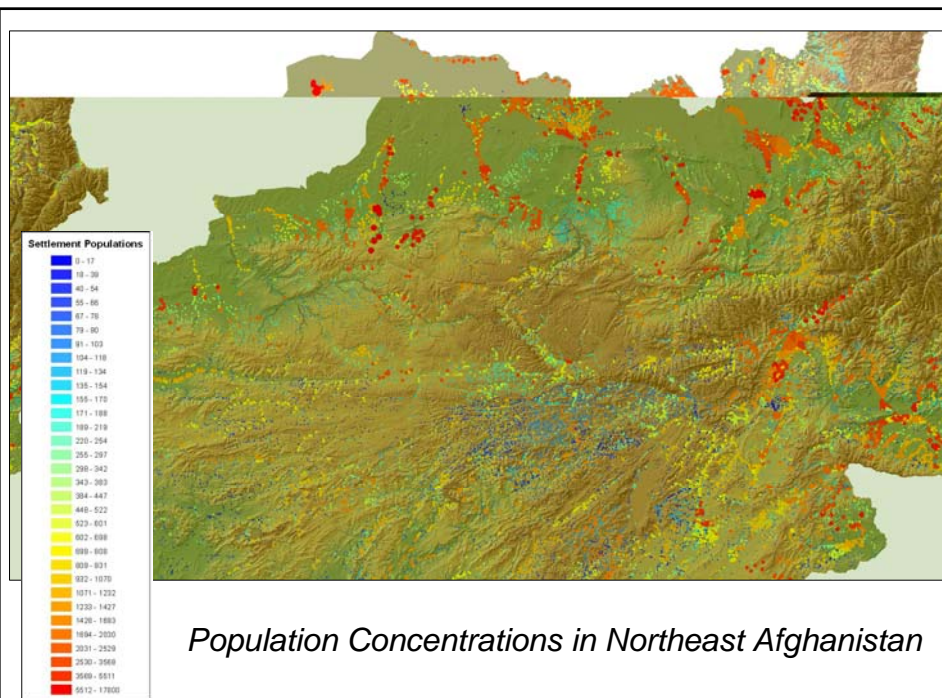 Settlement Populations
0 - 17
18 - 39
40 - 54
55 - 66
67 - 78
79 - 90
91 - 103
104 - 118
119 - 134
135 - 154
155 - 170
171 - 188
189 - 219
220 - 254
255 - 297
298 - 342
343 - 383
384 - 447
448 - 522
523 - 601
602 - 698
699 - 808
809 - 931
932 - 1070
1071 - 1232
1233 - 1427
1428 - 1693
1694 - 2030
2031 - 2529
2530 - 3568
3569 - 5511
5512 - 17800
Population Concentrations in Northeast Afghanistan